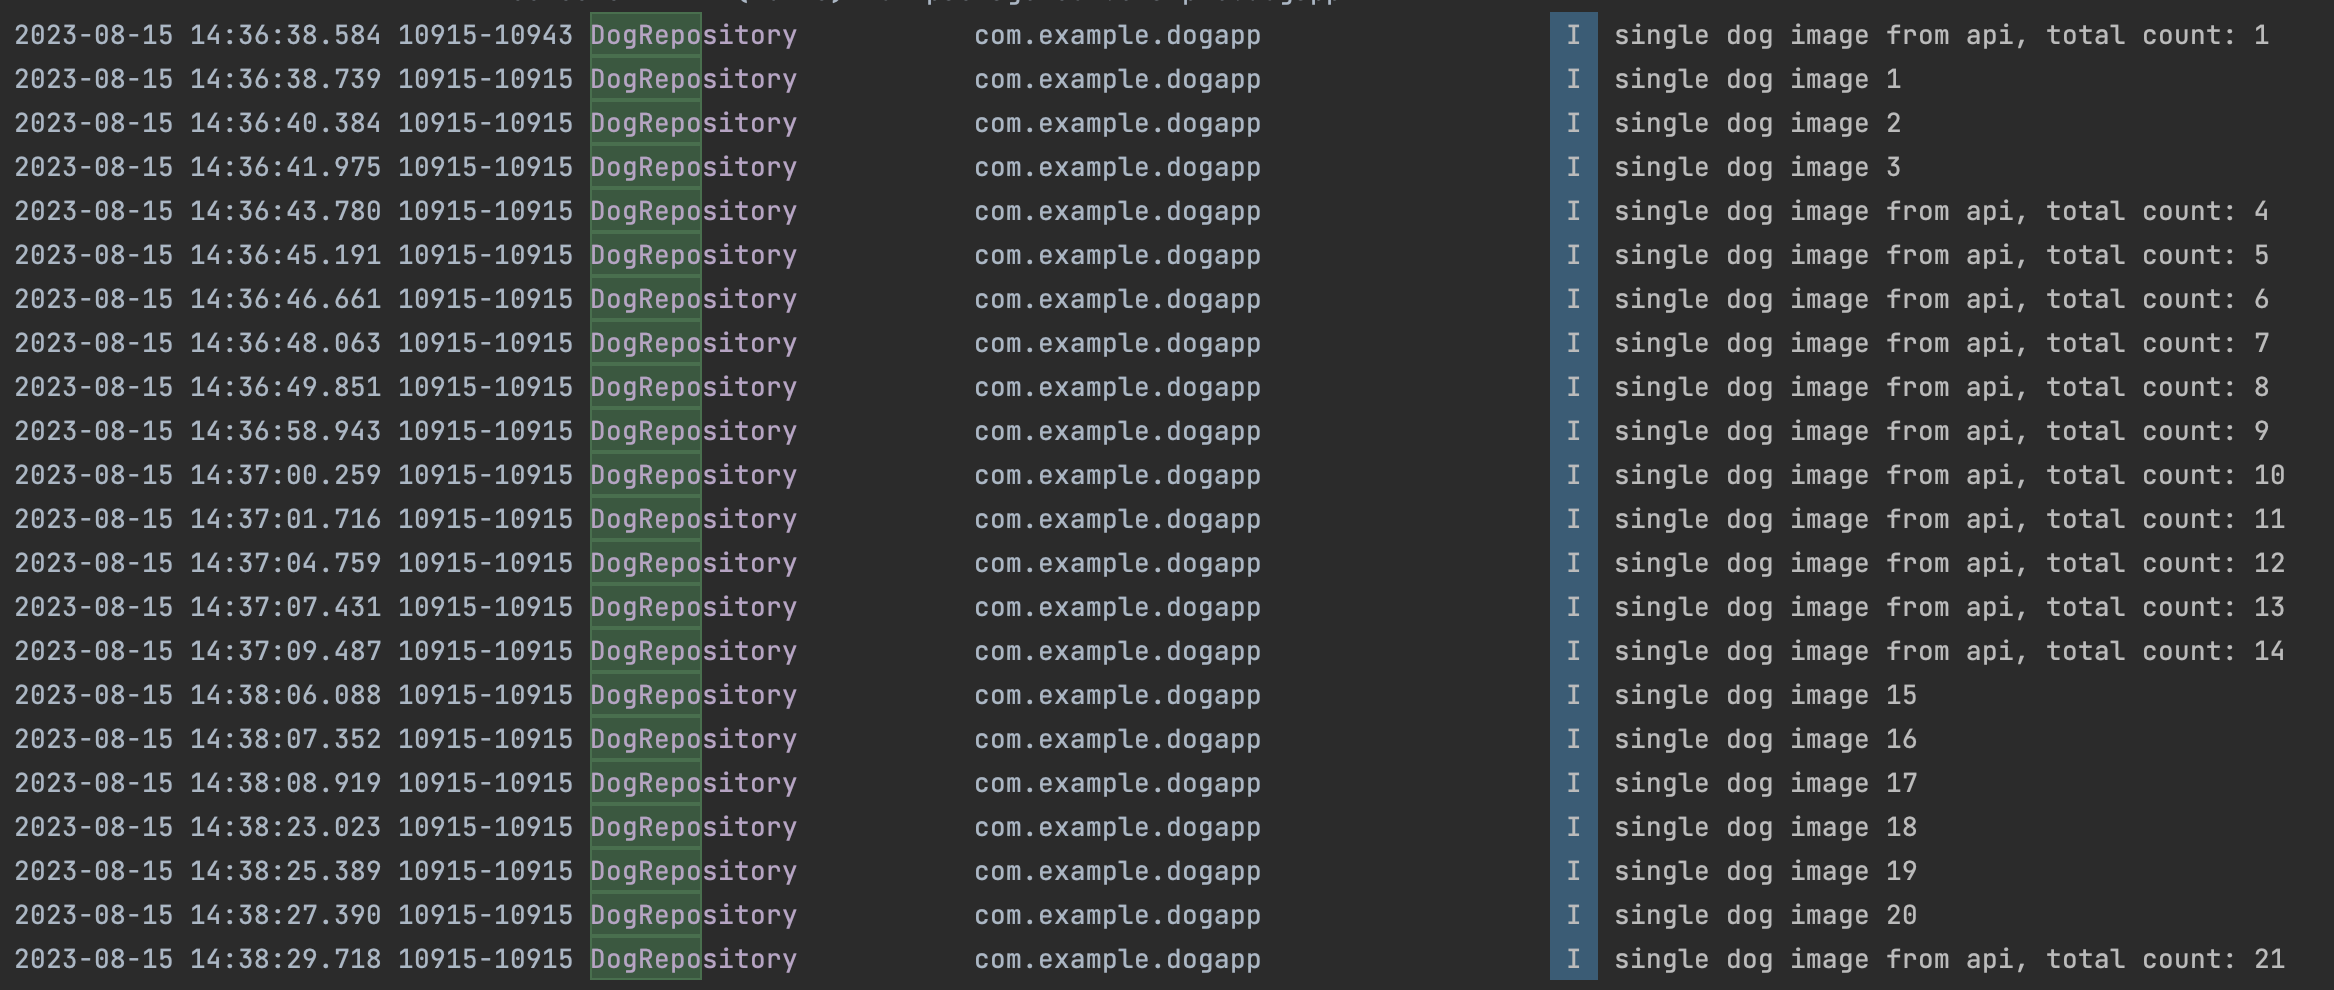 2023-08-15 14:36:38.584 10915-10943 DogRepository com.example.dogapp I single dog image from api, total count: 1
2023-08-15 14:36:38.739 10915-10915 DogRepository com.example.dogapp I single dog image 1
2023-08-15 14:36:40.384 10915-10915 DogRepository com.example.dogapp I single dog image 2
2023-08-15 14:36:41.975 10915-10915 DogRepository com.example.dogapp I single dog image 3
2023-08-15 14:36:43.780 10915-10915 DogRepository com.example.dogapp I single dog image from api, total count: 4
2023-08-15 14:36:45.191 10915-10915 DogRepository com.example.dogapp I single dog image from api, total count: 5
2023-08-15 14:36:46.661 10915-10915 DogRepository com.example.dogapp I single dog image from api, total count: 6
2023-08-15 14:36:48.063 10915-10915 DogRepository com.example.dogapp I single dog image from api, total count: 7
2023-08-15 14:36:49.851 10915-10915 DogRepository com.example.dogapp I single dog image from api, total count: 8
2023-08-15 14:36:58.943 10915-10915 DogRepository com.example.dogapp I single dog image from api, total count: 9
2023-08-15 14:37:00.259 10915-10915 DogRepository com.example.dogapp I single dog image from api, total count: 10
2023-08-15 14:37:01.716 10915-10915 DogRepository com.example.dogapp I single dog image from api, total count: 11
2023-08-15 14:37:04.759 10915-10915 DogRepository com.example.dogapp I single dog image from api, total count: 12
2023-08-15 14:37:07.431 10915-10915 DogRepository com.example.dogapp I single dog image from api, total count: 13
2023-08-15 14:37:09.487 10915-10915 DogRepository com.example.dogapp I single dog image from api, total count: 14
2023-08-15 14:38:06.088 10915-10915 DogRepository com.example.dogapp I single dog image 15
2023-08-15 14:38:07.352 10915-10915 DogRepository com.example.dogapp I single dog image 16
2023-08-15 14:38:08.919 10915-10915 DogRepository com.example.dogapp I single dog image 17
2023-08-15 14:38:23.023 10915-10915 DogRepository com.example.dogapp I single dog image 18
2023-08-15 14:38:25.389 10915-10915 DogRepository com.example.dogapp I single dog image 19
2023-08-15 14:38:27.390 10915-10915 DogRepository com.example.dogapp I single dog image 20
2023-08-15 14:38:29.718 10915-10915 DogRepository com.example.dogapp I single dog image from api, total count: 21